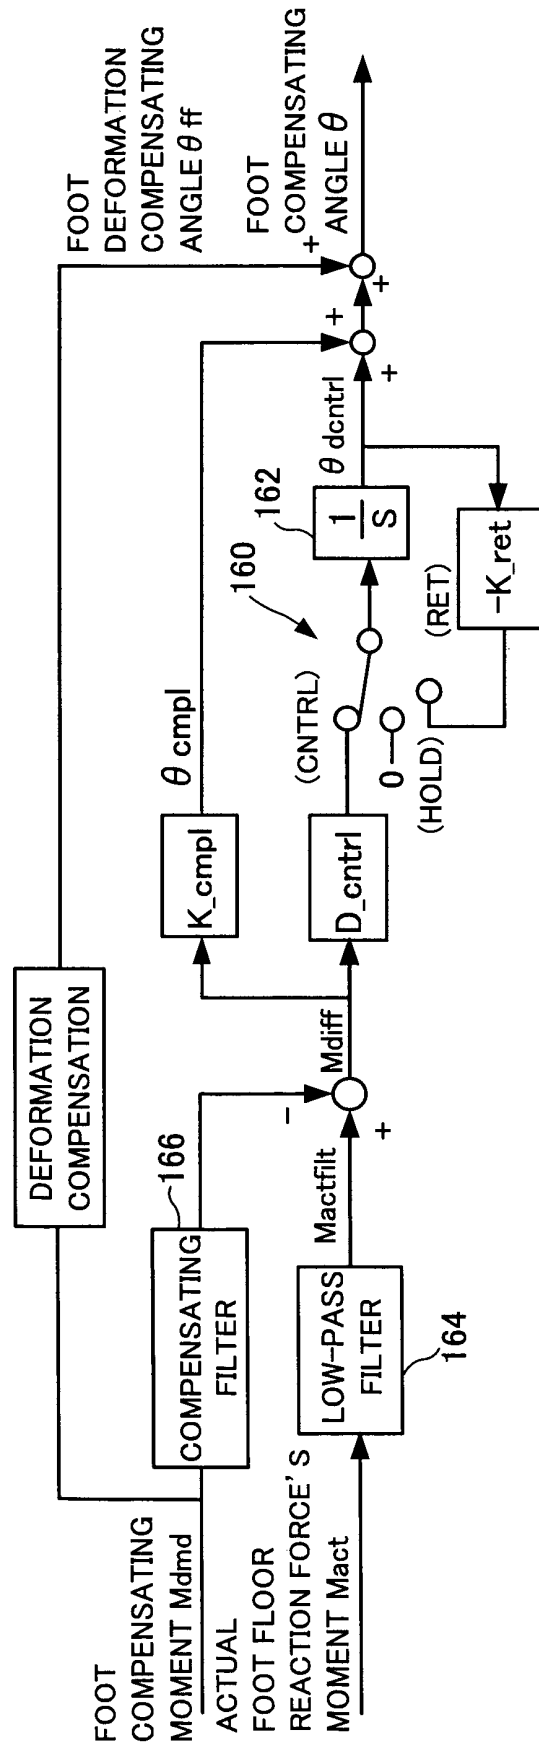 FOOT
COMPENSATING
MOMENT Mdmd
ACTUAL
FOOT FLOOR
REACTION FORCE'S
MOMENT Mact
DEFORMATION
COMPENSATION
COMPENSATING
FILTER
166
LOW-PASS
FILTER
164
Mactfilt
+
−
Mdiff
K_cmpl
θ cmpl
D_cntrl
(CNTRL)
0
(HOLD)
160
(RET)
-K_ret
162
1
S
θ dcntrl
+
+
+
+
FOOT
DEFORMATION
COMPENSATING
ANGLE θ ff
FOOT
COMPENSATING
ANGLE θ